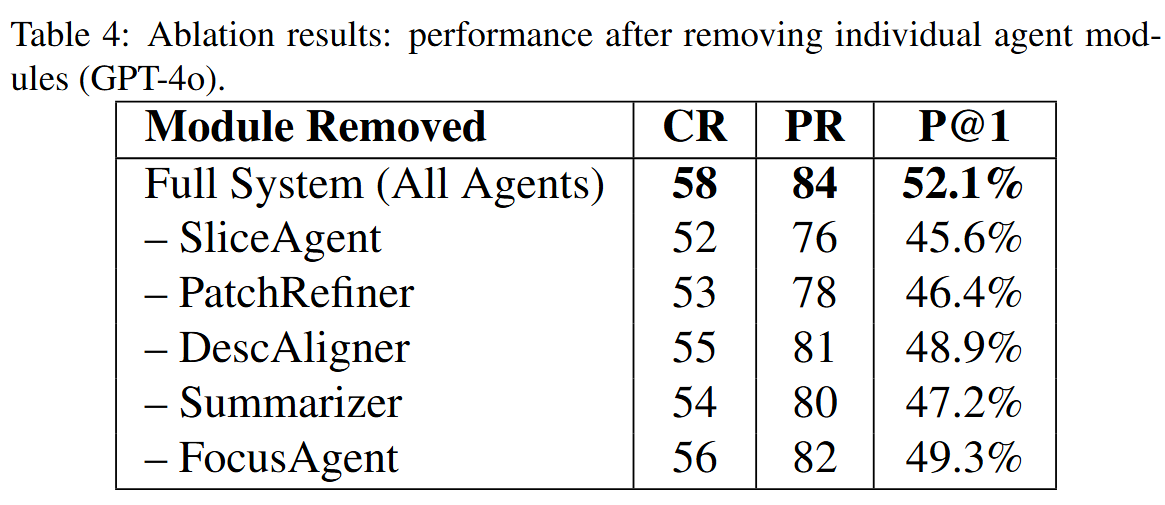 Table 4: Ablation results: performance after removing individual agent mod-
ules (GPT-4o).
Module Removed CR PR P@1
Full System (All Agents) 58 84 52.1%
– SliceAgent 52 76 45.6%
– PatchRefiner 53 78 46.4%
– DescAligner 55 81 48.9%
– Summarizer 54 80 47.2%
– FocusAgent 56 82 49.3%